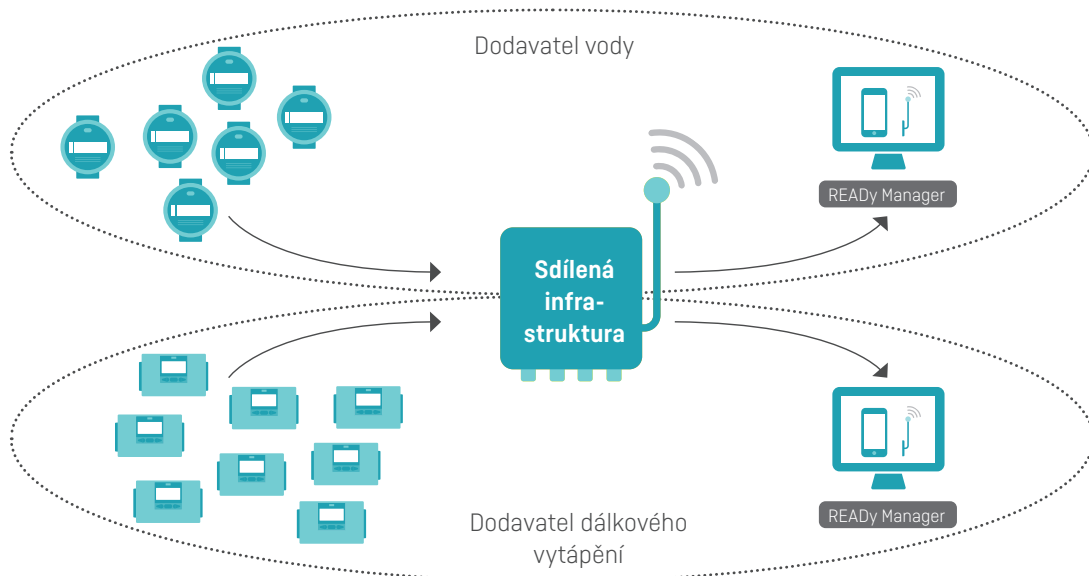 Dodavatel vody
READy Manager
Sdílená
infra-
struktura
READy Manager
Dodavatel dálkového
vytápění